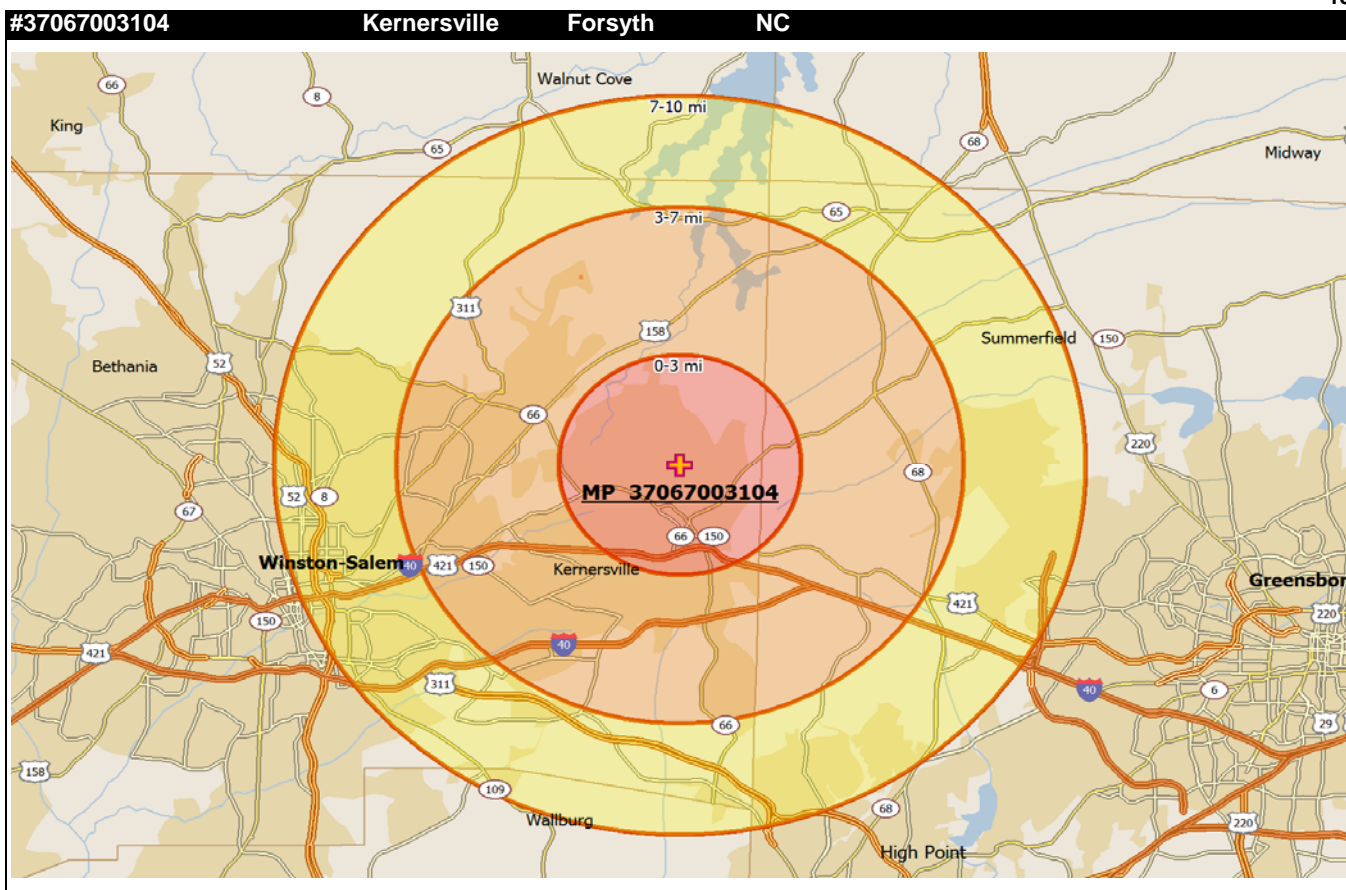 #37067003104 Kernersville Forsyth NC
66
8
Walnut Cove
7-10 mi
King
65
68
Midway
3-7 mi
65
311
158
Summerfield
150
Bethania
52
0-3 mi
66
220
68
MP 37067003104
52
8
67
66
150
Winston-Salem
40
421
150
Kernersville
Greensbor
421
220
150
40
421
311
40
6
66
29
158
109
68
220
Wallburg
High Point